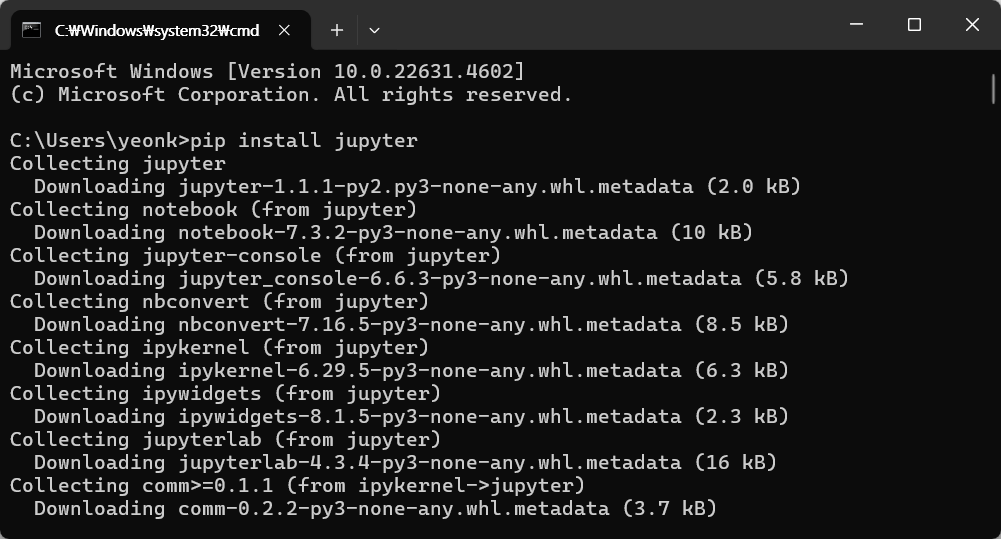 C:₩Windows₩system32₩cmd
Microsoft Windows [Version 10.0.22631.4602]
(c) Microsoft Corporation. All rights reserved.
C:\Users\yeonk>pip install jupyter
Collecting jupyter
  Downloading jupyter-1.1.1-py2.py3-none-any.whl.metadata (2.0 kB)
Collecting notebook (from jupyter)
  Downloading notebook-7.3.2-py3-none-any.whl.metadata (10 kB)
Collecting jupyter-console (from jupyter)
  Downloading jupyter_console-6.6.3-py3-none-any.whl.metadata (5.8 kB)
Collecting nbconvert (from jupyter)
  Downloading nbconvert-7.16.5-py3-none-any.whl.metadata (8.5 kB)
Collecting ipykernel (from jupyter)
  Downloading ipykernel-6.29.5-py3-none-any.whl.metadata (6.3 kB)
Collecting ipywidgets (from jupyter)
  Downloading ipywidgets-8.1.5-py3-none-any.whl.metadata (2.3 kB)
Collecting jupyterlab (from jupyter)
  Downloading jupyterlab-4.3.4-py3-none-any.whl.metadata (16 kB)
Collecting comm>=0.1.1 (from ipykernel->jupyter)
  Downloading comm-0.2.2-py3-none-any.whl.metadata (3.7 kB)